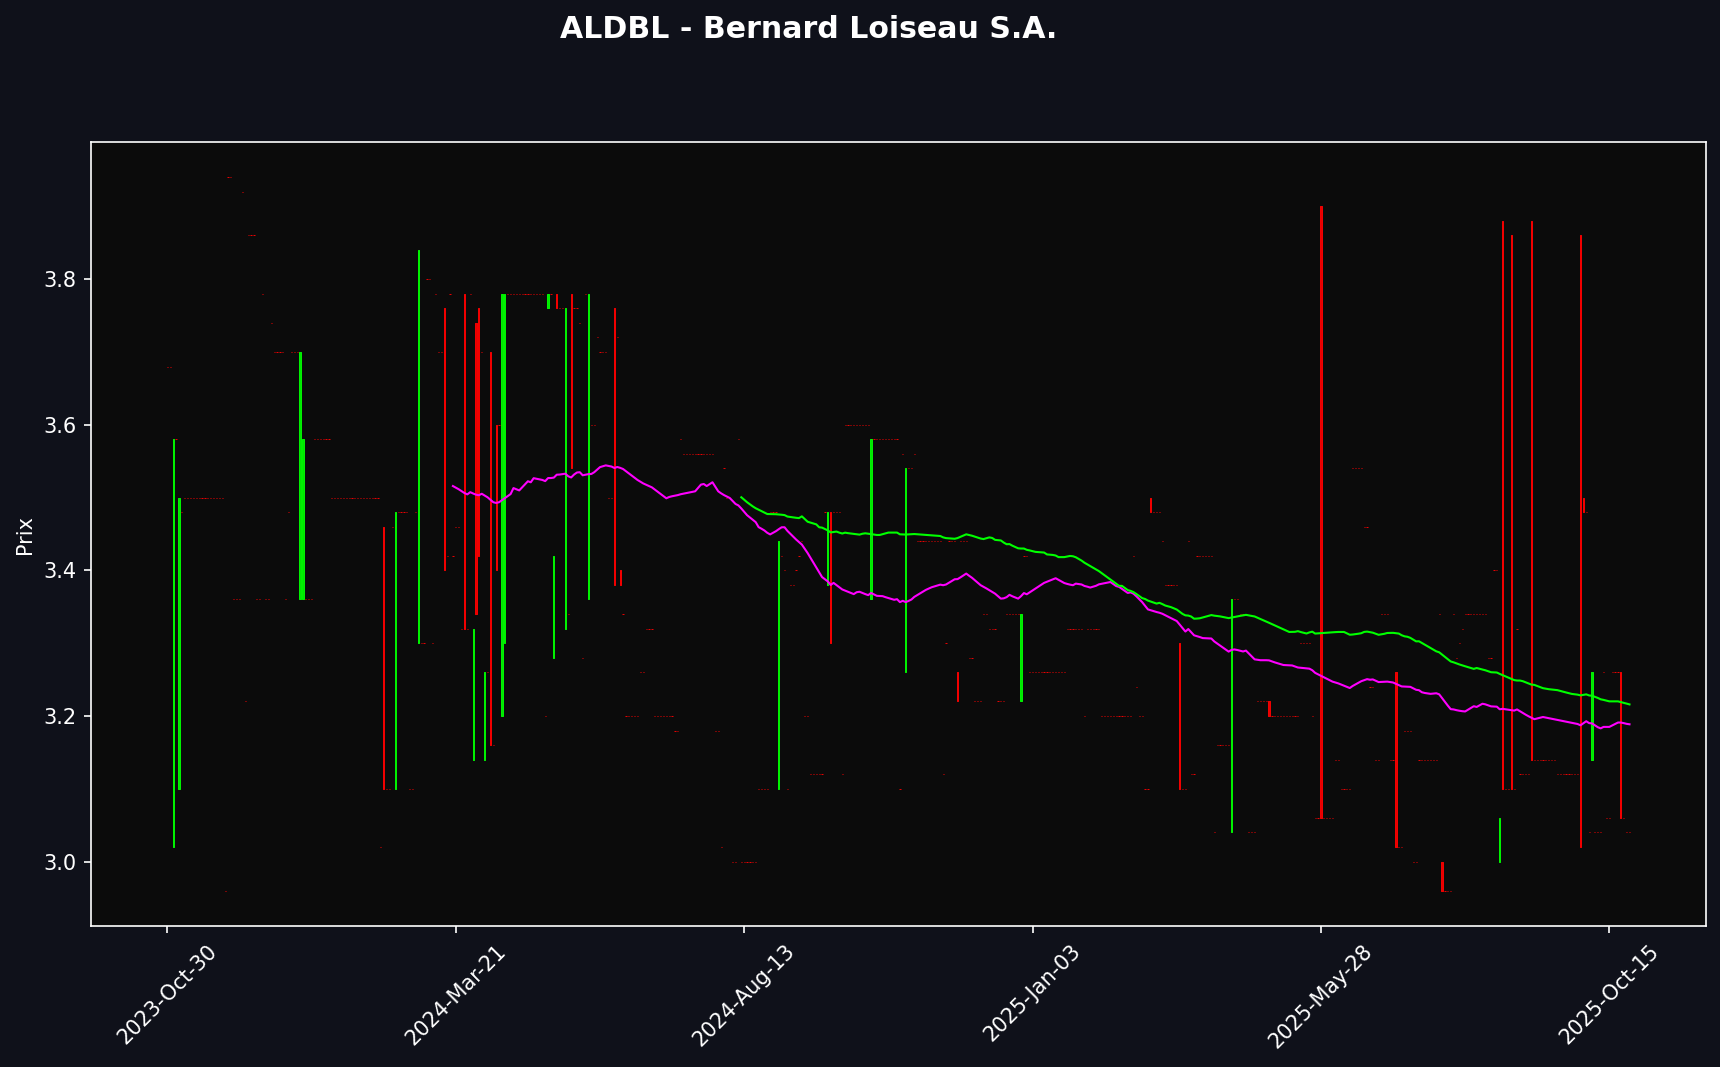 ALDBL - Bernard Loiseau S.A.
Prix
3.8
3.6
3.4
3.2
3.0
2023-Oct-30
2024-Mar-21
2024-Aug-13
2025-Jan-03
2025-May-28
2025-Oct-15